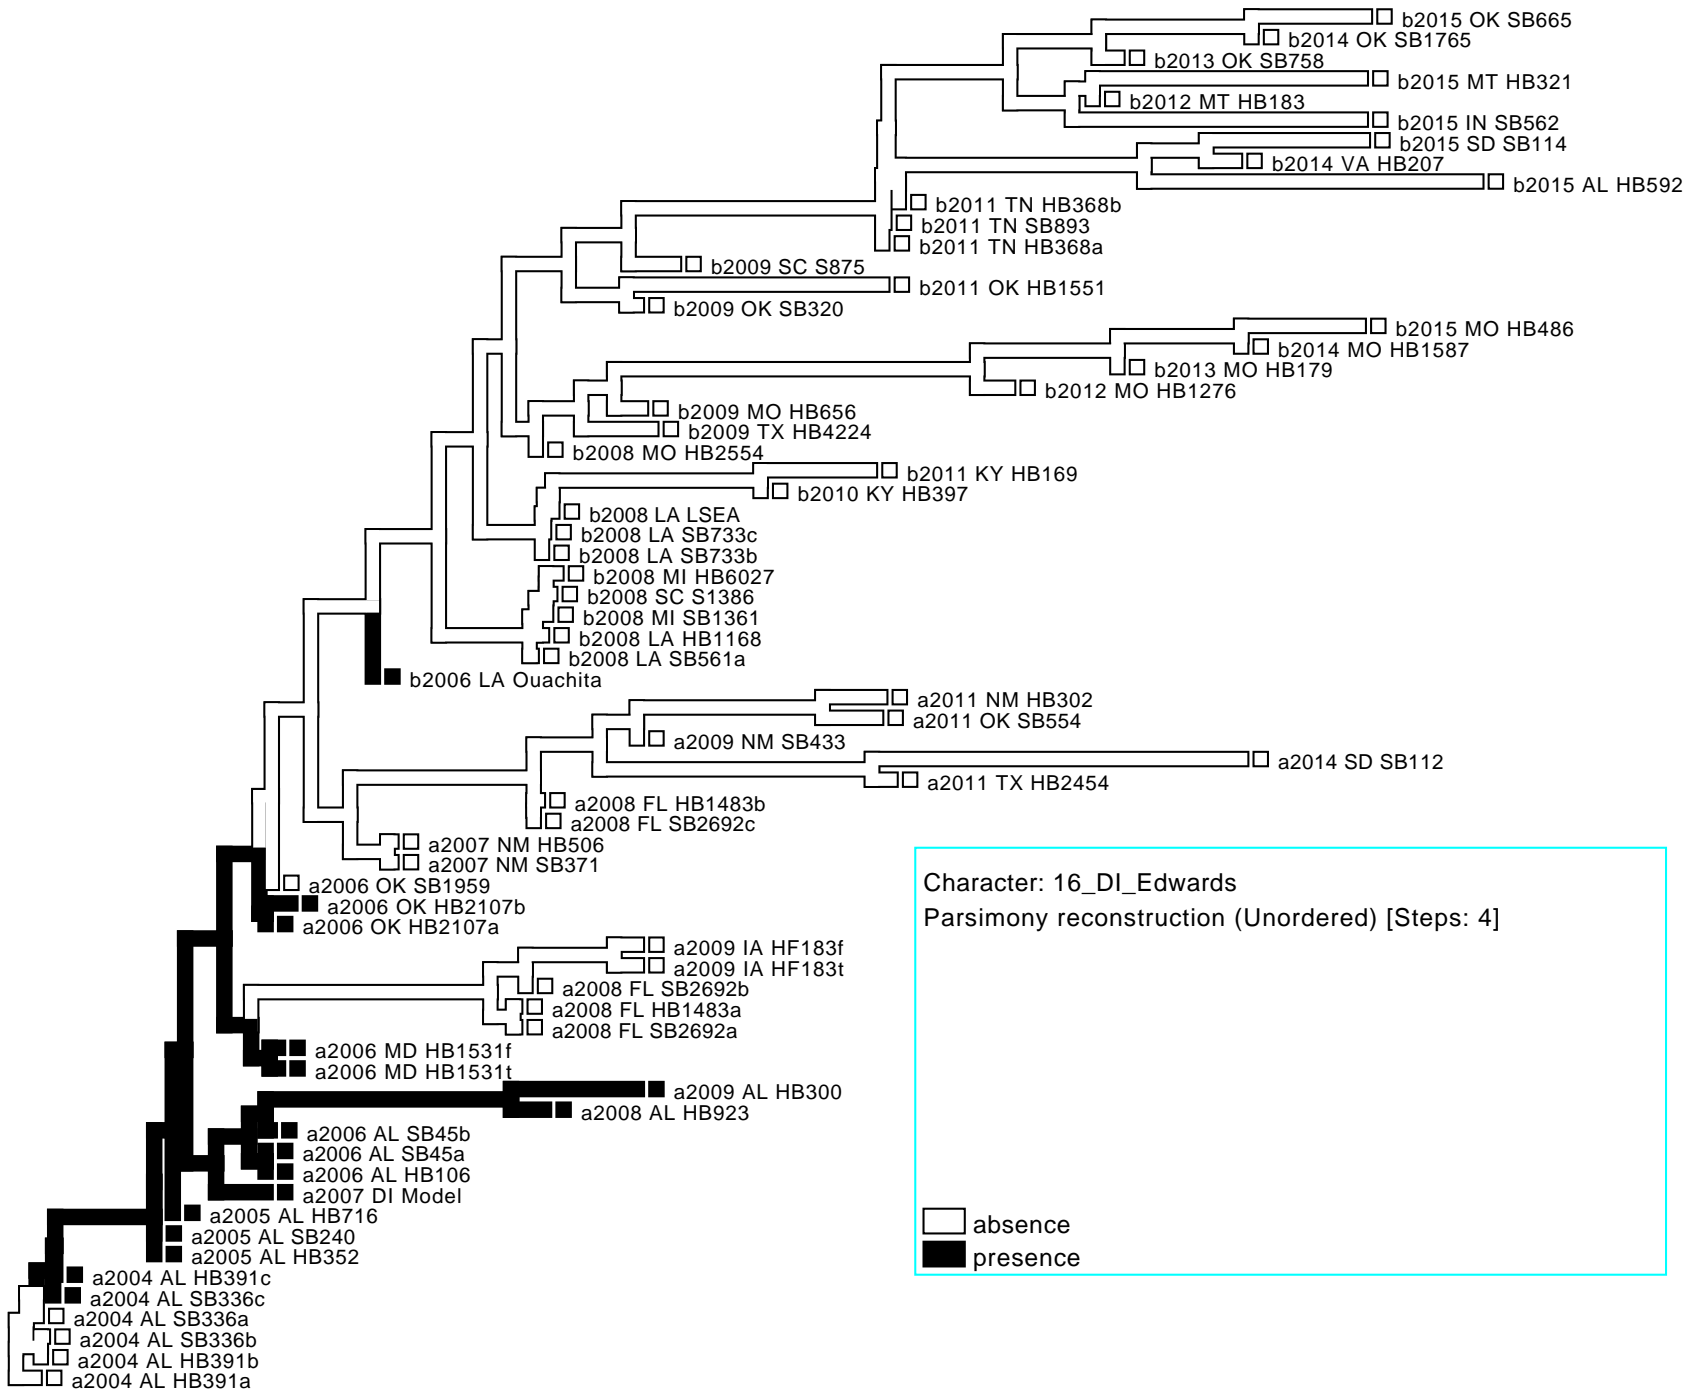 b2015 OK SB665
b2014 OK SB1765
b2013 OK SB758
b2015 MT HB321
b2012 MT HB183
b2015 IN SB562
b2015 SD SB114
b2014 VA HB207
b2015 AL HB592
b2011 TN HB368b
b2011 TN SB893
b2011 TN HB368a
b2009 SC S875
b2011 OK HB1551
b2009 OK SB320
b2015 MO HB486
b2014 MO HB1587
b2013 MO HB179
b2012 MO HB1276
b2009 MO HB656
b2009 TX HB4224
b2008 MO HB2554
b2011 KY HB169
b2010 KY HB397
b2008 LA LSEA
b2008 LA SB733c
b2008 LA SB733b
b2008 MI HB6027
b2008 SC S1386
b2008 MI SB1361
b2008 LA HB1168
b2008 LA SB561a
b2006 LA Ouachita
a2011 NM HB302
a2011 OK SB554
a2009 NM SB433
a2014 SD SB112
a2011 TX HB2454
a2008 FL HB1483b
a2008 FL SB2692c
a2007 NM HB506
a2007 NM SB371
a2006 OK SB1959
a2006 OK HB2107b
a2006 OK HB2107a
a2009 IA HF183f
a2009 IA HF183t
a2008 FL SB2692b
a2008 FL HB1483a
a2008 FL SB2692a
a2006 MD HB1531f
a2006 MD HB1531t
a2009 AL HB300
a2008 AL HB923
a2006 AL SB45b
a2006 AL SB45a
a2006 AL HB106
a2007 DI Model
a2005 AL HB716
a2005 AL SB240
a2005 AL HB352
a2004 AL HB391c
a2004 AL SB336c
a2004 AL SB336a
a2004 AL SB336b
a2004 AL HB391b
a2004 AL HB391a
Character: 16_DI_Edwards
Parsimony reconstruction (Unordered) [Steps: 4]
absence
presence